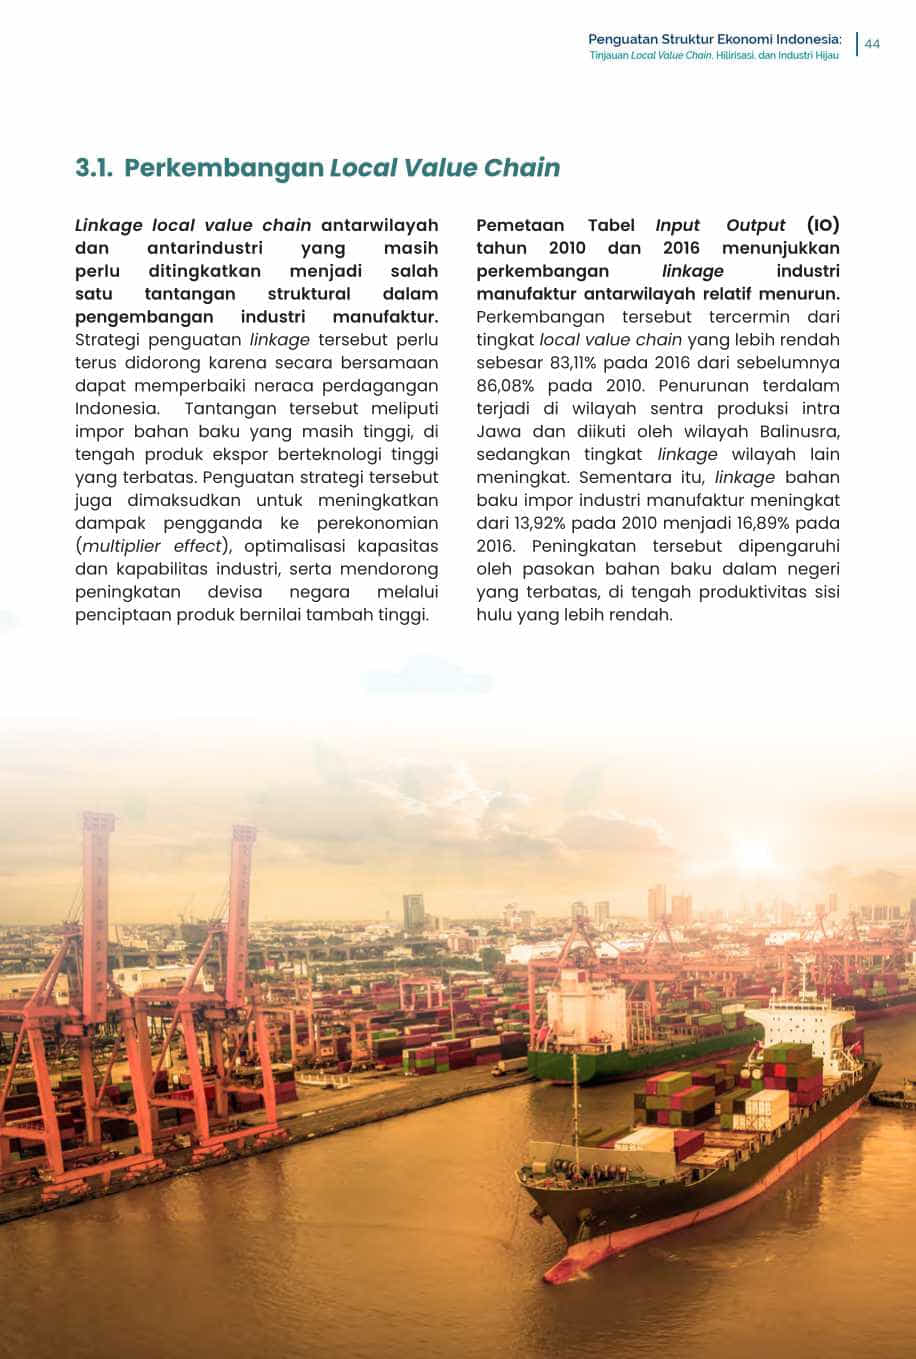 Penguatan Struktur Ekonomi Indonesia:
Tinjauan Local Value Chain, Hilirisasi, dan Industri Hijau
44
3.1. Perkembangan Local Value Chain
Linkage local value chain antarwilayah
dan antarindustri yang masih
perlu ditingkatkan menjadi salah
satu tantangan struktural dalam
pengembangan industri manufaktur.
Strategi penguatan linkage tersebut perlu
terus didorong karena secara bersamaan
dapat memperbaiki neraca perdagangan
Indonesia. Tantangan tersebut meliputi
impor bahan baku yang masih tinggi, di
tengah produk ekspor berteknologi tinggi
yang terbatas. Penguatan strategi tersebut
juga dimaksudkan untuk meningkatkan
dampak pengganda ke perekonomian
(multiplier effect), optimalisasi kapasitas
dan kapabilitas industri, serta mendorong
peningkatan devisa negara melalui
penciptaan produk bernilai tambah tinggi.
Pemetaan Tabel Input Output (IO)
tahun 2010 dan 2016 menunjukkan
perkembangan linkage industri
manufaktur antarwilayah relatif menurun.
Perkembangan tersebut tercermin dari
tingkat local value chain yang lebih rendah
sebesar 83,11% pada 2016 dari sebelumnya
86,08% pada 2010. Penurunan terdalam
terjadi di wilayah sentra produksi intra
Jawa dan diikuti oleh wilayah Balinusra,
sedangkan tingkat linkage wilayah lain
meningkat. Sementara itu, linkage bahan
baku impor industri manufaktur meningkat
dari 13,92% pada 2010 menjadi 16,89% pada
2016. Peningkatan tersebut dipengaruhi
oleh pasokan bahan baku dalam negeri
yang terbatas, di tengah produktivitas sisi
hulu yang lebih rendah.